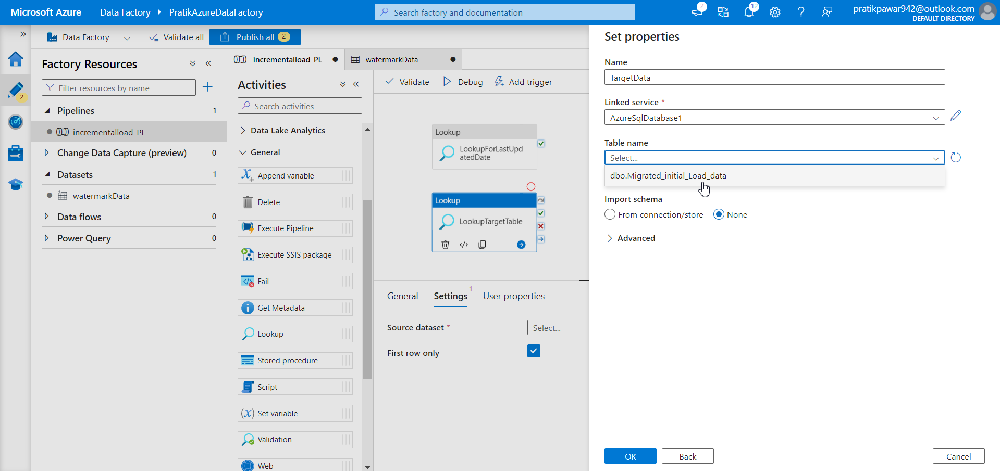 Microsoft Azure
Data Factory
PratikAzureDataFactory
Search factory and documentation
2
12
pratikpawar942@outlook.com
DEFAULT DIRECTORY
Data Factory
Validate all
Publish all 2
2
Factory Resources
Filter resources by name
Pipelines 1
incrementalload_PL
Change Data Capture (preview) 0
Datasets 1
watermarkData
Data flows 0
Power Query 0
incrementalload_PL
watermarkData
Activities
Search activities
Data Lake Analytics
General
Append variable
Delete
Execute Pipeline
Execute SSIS package
Fail
Get Metadata
Lookup
Stored procedure
Script
Set variable
Validation
Web
Validate
Debug
Add trigger
Lookup
LookupForLastUpd
atedDate
Lookup
LookupTargetTable
General
Settings 1
User properties
Source dataset *
Select...
First row only
Set properties
Name
TargetData
Linked service *
AzureSqlDatabase1
Table name
Select...
dbo.Migrated_initial_Load_data
Import schema
From connection/store
None
Advanced
OK
Back
Cancel